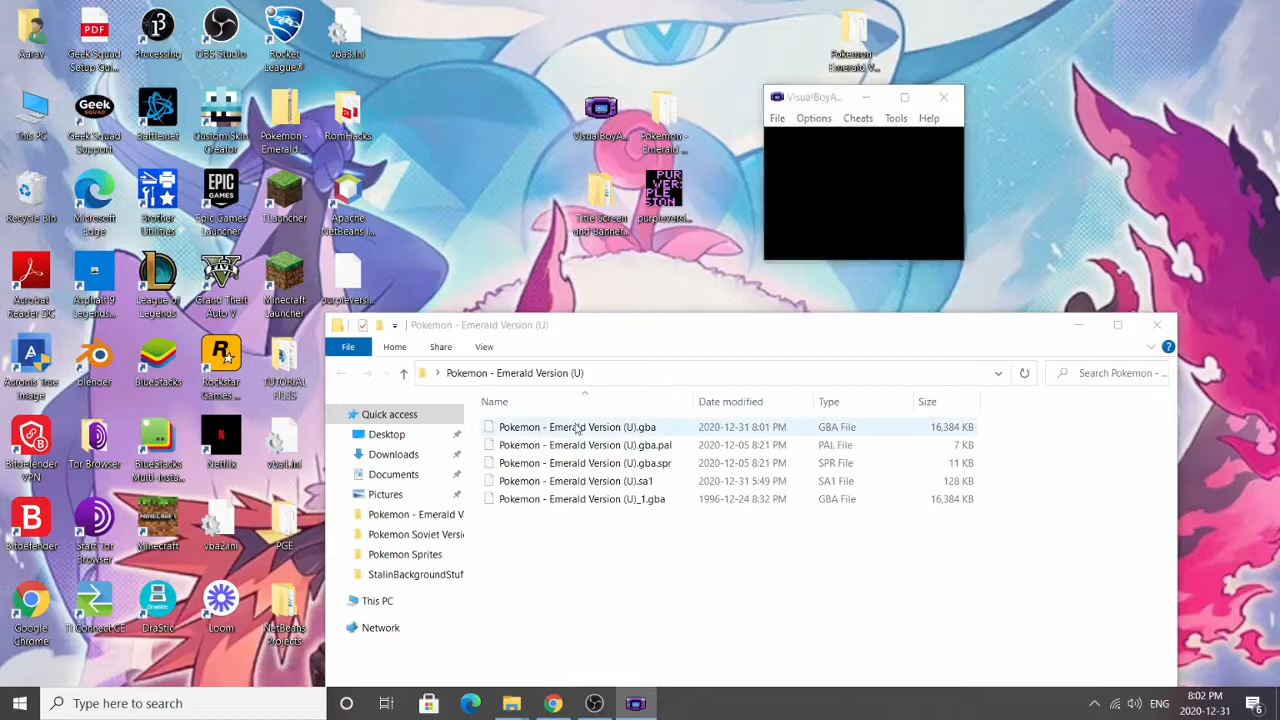 Aarav
PDF
Geek Squad
Setup Gui...
Processing
OBS Studio
Rocket
League®
vba3.ini
Pokemon -
Emerald V...
This PC
Geek Squad
Support
Battlenet
Custom Skin
Creator
Pokemon -
Emerald...
RomHacks
VisualBoyA...
Pokemon -
Emerald ...
VisualBoyA...
File Options Cheats Tools Help
Recycle Bin
Microsoft
Edge
Brother
Utilities
EPIC
GAMES
Epic Games
Launcher
TLauncher
Apache
NetBeans I...
Title Screen
and Banner...
PUR
VER:
PLE
SION
purpleversi...
Acrobat
Reader DC
Asphalt 9
Legends...
League of
Legends
Grand Theft
Auto V
Minecraft
Launcher
purpleversi...
Pokemon - Emerald Version (U)
File Home Share View
Pokemon - Emerald Version (U)
Search Pokemon - ...
Acronis True
Image
blender
BlueStacks
Rockstar
Games ...
TUTORIAL
FILES
Name Date modified Type Size
Quick access
Desktop
Downloads
Documents
Pictures
Pokemon - Emerald V
Pokemon Soviet Versi
Pokemon Sprites
StalinBackgroundStuf
This PC
Network
Pokemon - Emerald Version (U).gba 2020-12-31 8:01 PM GBA File 16,384 KB
Pokemon - Emerald Version (U).gba.pal 2020-12-05 8:21 PM PAL File 7 KB
Pokemon - Emerald Version (U).gba.spr 2020-12-05 8:21 PM SPR File 11 KB
Pokemon - Emerald Version (U).sa1 2020-12-31 5:49 PM SA1 File 128 KB
Pokemon - Emerald Version (U)_1.gba 1996-12-24 8:32 PM GBA File 16,384 KB
Bitdefender
VPN
Tor Browser
BlueStacks
Multi-Insta...
Netflix
vba1.ini
Bitdefender
Start Tor
Browser
Minecraft
vba2.ini
PGE
Google
Chrome
TI Connect CE
DraStic
Loom
NetBeans
Projects
Type here to search
ENG
8:02 PM
2020-12-31
6